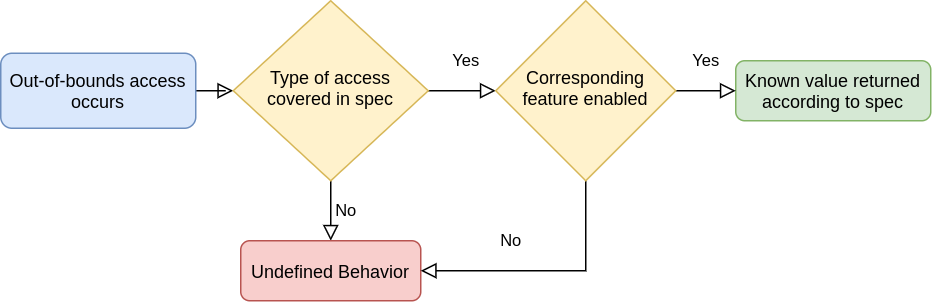 Out-of-bounds access
occurs
Type of access
covered in spec
Yes
Corresponding
feature enabled
Yes
Known value returned
according to spec
No
No
Undefined Behavior